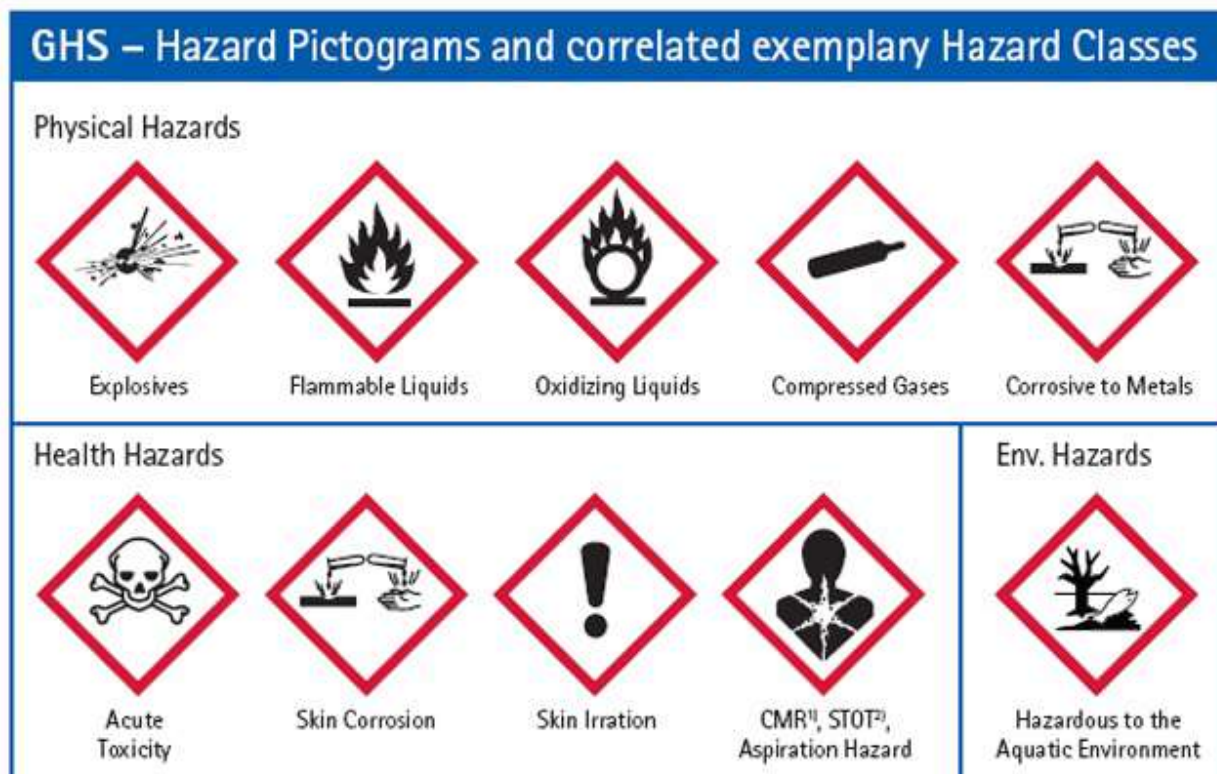 GHS – Hazard Pictograms and correlated exemplary Hazard Classes
Physical Hazards
Explosives
Flammable Liquids
Oxidizing Liquids
Compressed Gases
Corrosive to Metals
Health Hazards
Acute
Toxicity
Skin Corrosion
Skin Irration
CMR¹⁾, STOT²⁾,
Aspiration Hazard
Env. Hazards
Hazardous to the
Aquatic Environment